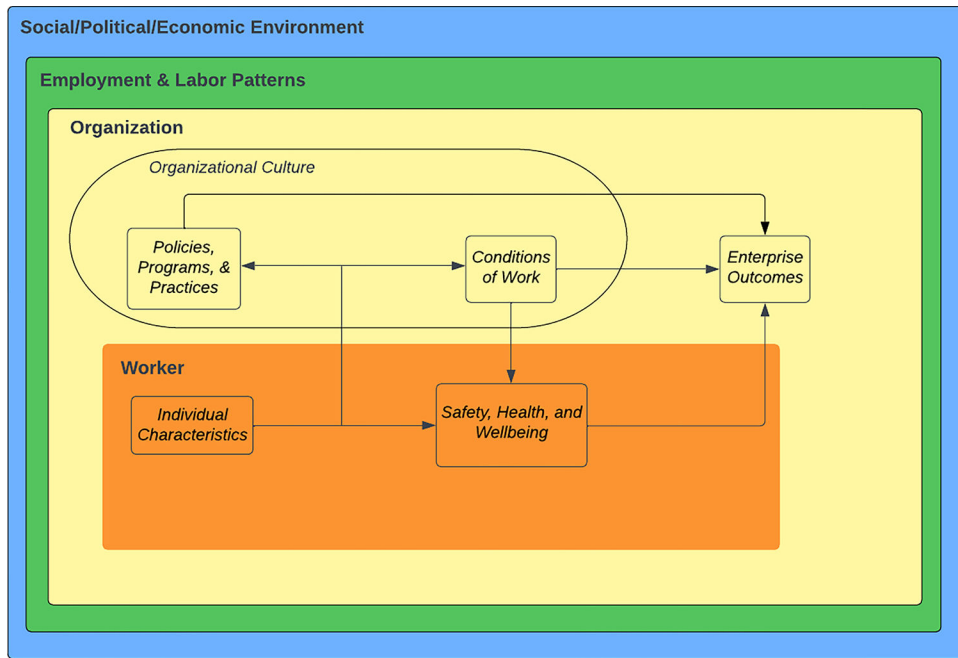 Social/Political/Economic Environment
Employment & Labor Patterns
Organization
Organizational Culture
Policies,
Programs, &
Practices
Conditions
of Work
Enterprise
Outcomes
Worker
Individual
Characteristics
Safety, Health, and
Wellbeing